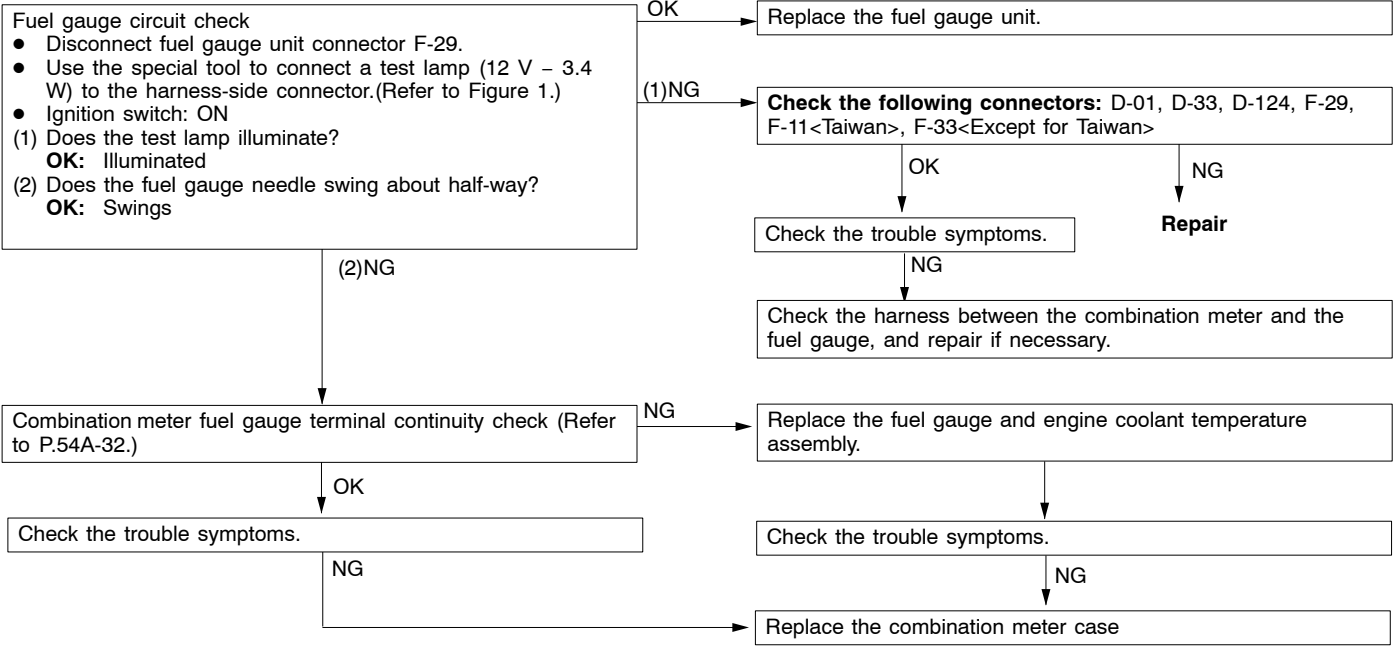 Fuel gauge circuit check
● Disconnect fuel gauge unit connector F-29.
● Use the special tool to connect a test lamp (12 V – 3.4
W) to the harness-side connector.(Refer to Figure 1.)
● Ignition switch: ON
(1) Does the test lamp illuminate?
OK: Illuminated
(2) Does the fuel gauge needle swing about half-way?
OK: Swings
OK
Replace the fuel gauge unit.
(1)NG
Check the following connectors: D-01, D-33, D-124, F-29,
F-11<Taiwan>, F-33<Except for Taiwan>
OK
NG
Check the trouble symptoms.
Repair
NG
Check the harness between the combination meter and the
fuel gauge, and repair if necessary.
(2)NG
Combination meter fuel gauge terminal continuity check (Refer
to P.54A-32.)
NG
Replace the fuel gauge and engine coolant temperature
assembly.
OK
Check the trouble symptoms.
Check the trouble symptoms.
NG
NG
Replace the combination meter case